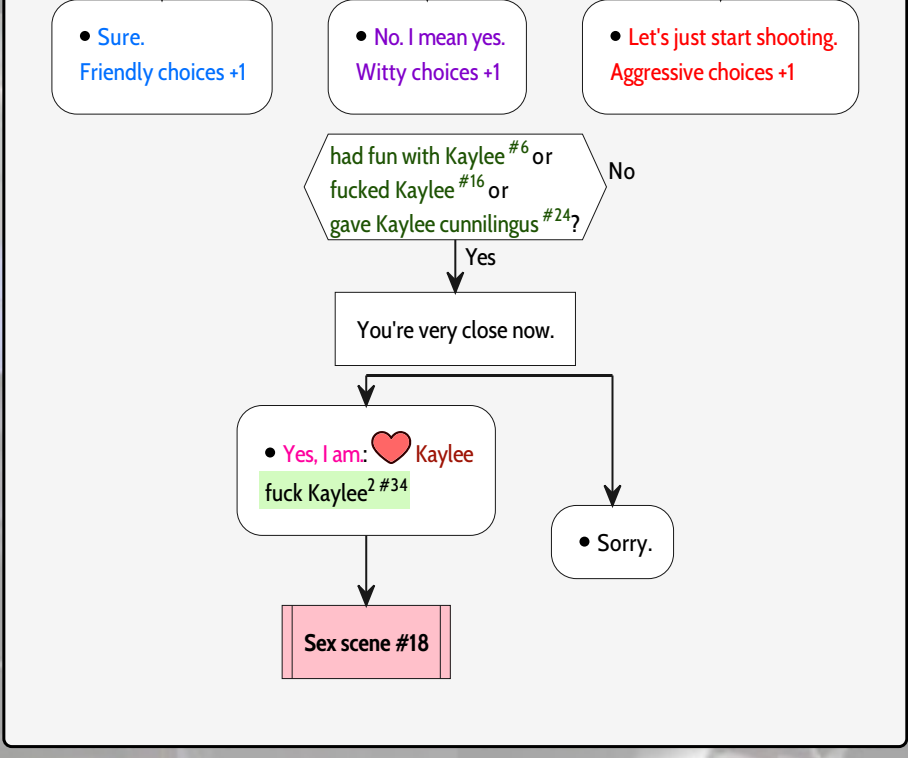 • Sure.
Friendly choices +1
• No. I mean yes.
Witty choices +1
• Let's just start shooting.
Aggressive choices +1
had fun with Kaylee #6 or
fucked Kaylee #16 or
gave Kaylee cunnilingus #24?
No
Yes
You're very close now.
• Yes, I am.: Kaylee
fuck Kaylee2 #34
• Sorry.
Sex scene #18